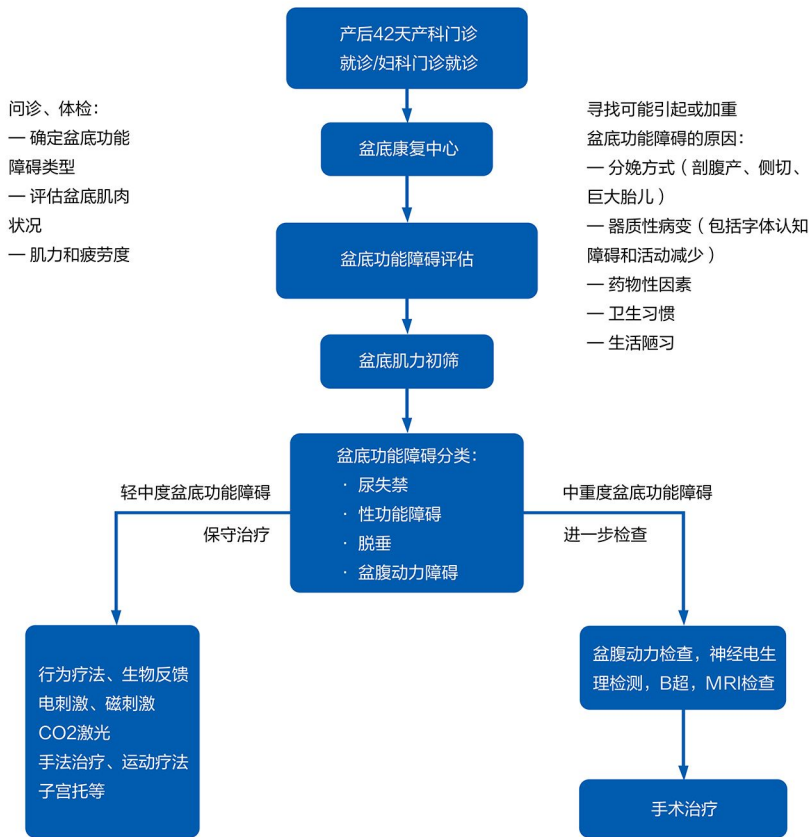 产后42天产科门诊
就诊/妇科门诊就诊
问诊、体检：
— 确定盆底功能
障碍类型
— 评估盆底肌肉
状况
— 肌力和疲劳度
盆底康复中心
寻找可能引起或加重
盆底功能障碍的原因：
— 分娩方式（剖腹产、侧切、
巨大胎儿）
— 器质性病变（包括字体认知
障碍和活动减少）
— 药物性因素
— 卫生习惯
— 生活陋习
盆底功能障碍评估
盆底肌力初筛
盆底功能障碍分类：
· 尿失禁
· 性功能障碍
· 脱垂
· 盆腹动力障碍
轻中度盆底功能障碍
保守治疗
中重度盆底功能障碍
进一步检查
行为疗法、生物反馈
电刺激、磁刺激
CO2激光
手法治疗、运动疗法
子宫托等
盆腹动力检查，神经电生
理检测，B超，MRI检查
手术治疗